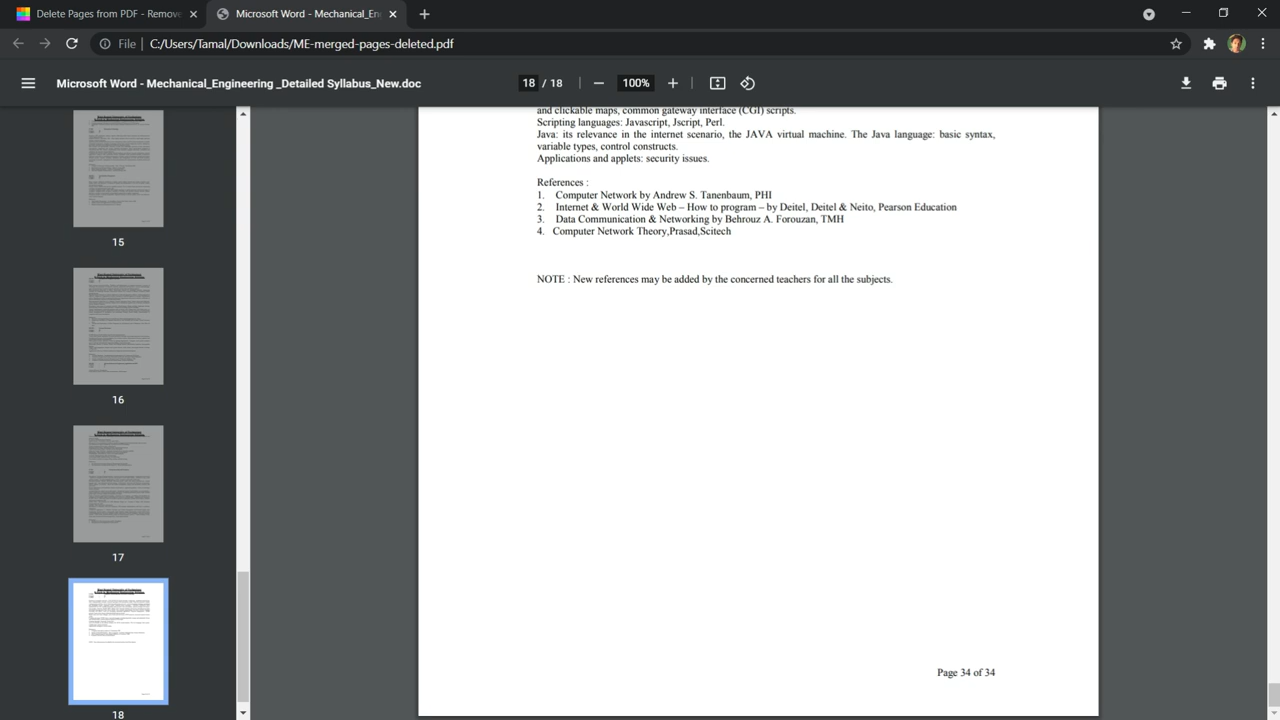 Delete Pages from PDF - Remove
Microsoft Word - Mechanical_En
File
C:/Users/Tamal/Downloads/ME-merged-pages-deleted.pdf
Microsoft Word - Mechanical_Engineering _Detailed Syllabus_New.doc
18 / 18
100%
15
16
17
18
and clickable maps, common gateway interface (CGI) scripts.
Scripting languages: Javascript, Jscript, Perl.
Java: its relevance in the internet scenario, the JAVA virtual machine. The Java language: basic syntax,
variable types, control constructs.
Applications and applets: security issues.
References :
1. Computer Network by Andrew S. Tanenbaum, PHI
2. Internet & World Wide Web – How to program – by Deitel, Deitel & Neito, Pearson Education
3. Data Communication & Networking by Behrouz A. Forouzan, TMH
4. Computer Network Theory,Prasad,Scitech
NOTE : New references may be added by the concerned teachers for all the subjects.
Page 34 of 34